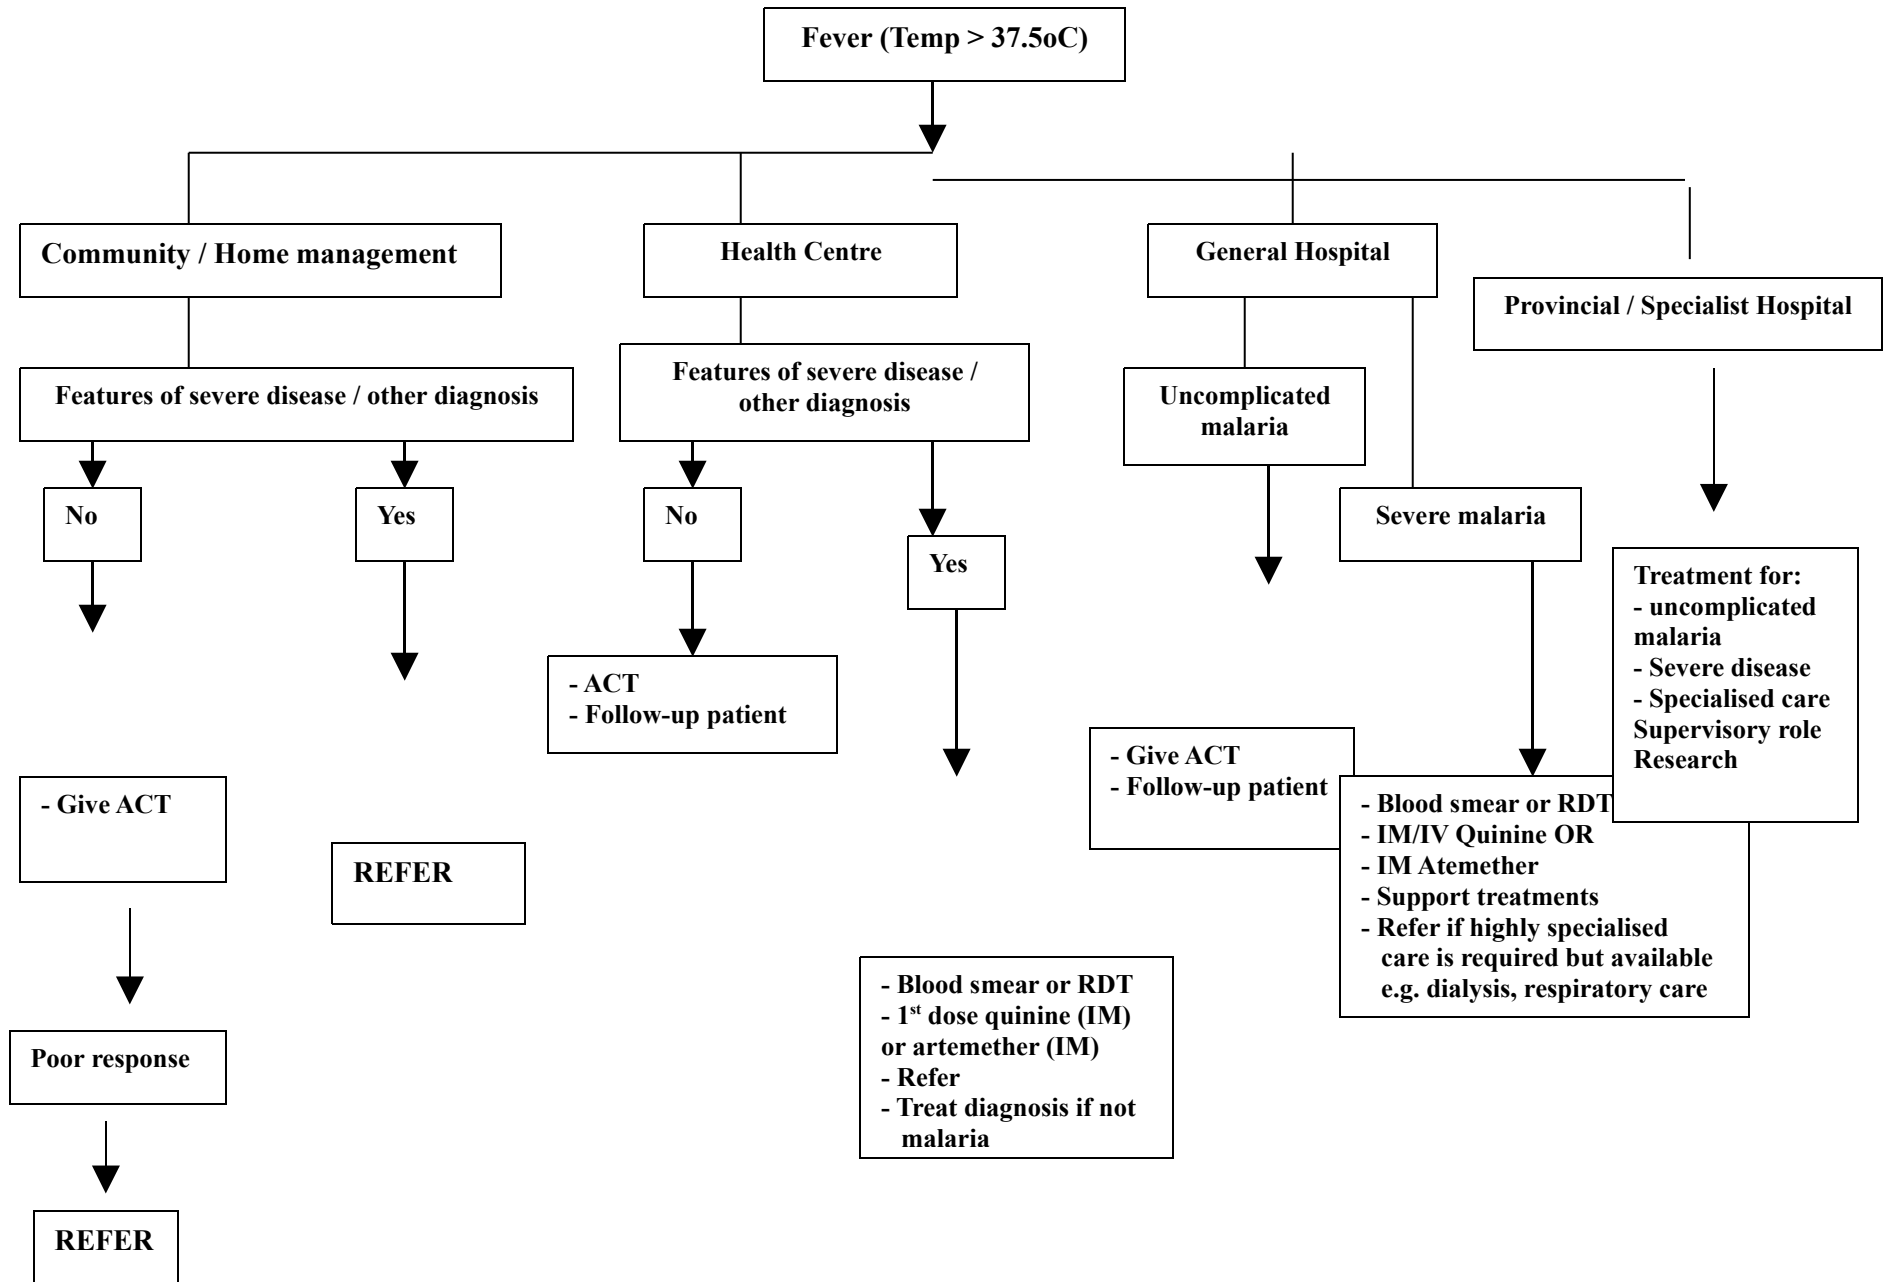 Fever (Temp > 37.5oC)
Community / Home management
Health Centre
General Hospital
Provincial / Specialist Hospital
Features of severe disease / other diagnosis
Features of severe disease /
other diagnosis
Uncomplicated
malaria
No
Yes
No
Yes
Severe malaria
Treatment for:
- uncomplicated
malaria
- Severe disease
- Specialised care
Supervisory role
Research
- ACT
- Follow-up patient
- Give ACT
- Follow-up patient
- Give ACT
REFER
- Blood smear or RDT
- IM/IV Quinine OR
- IM Atemether
- Support treatments
- Refer if highly specialised
care is required but available
e.g. dialysis, respiratory care
- Blood smear or RDT
- 1st dose quinine (IM)
or artemether (IM)
- Refer
- Treat diagnosis if not
malaria
Poor response
REFER